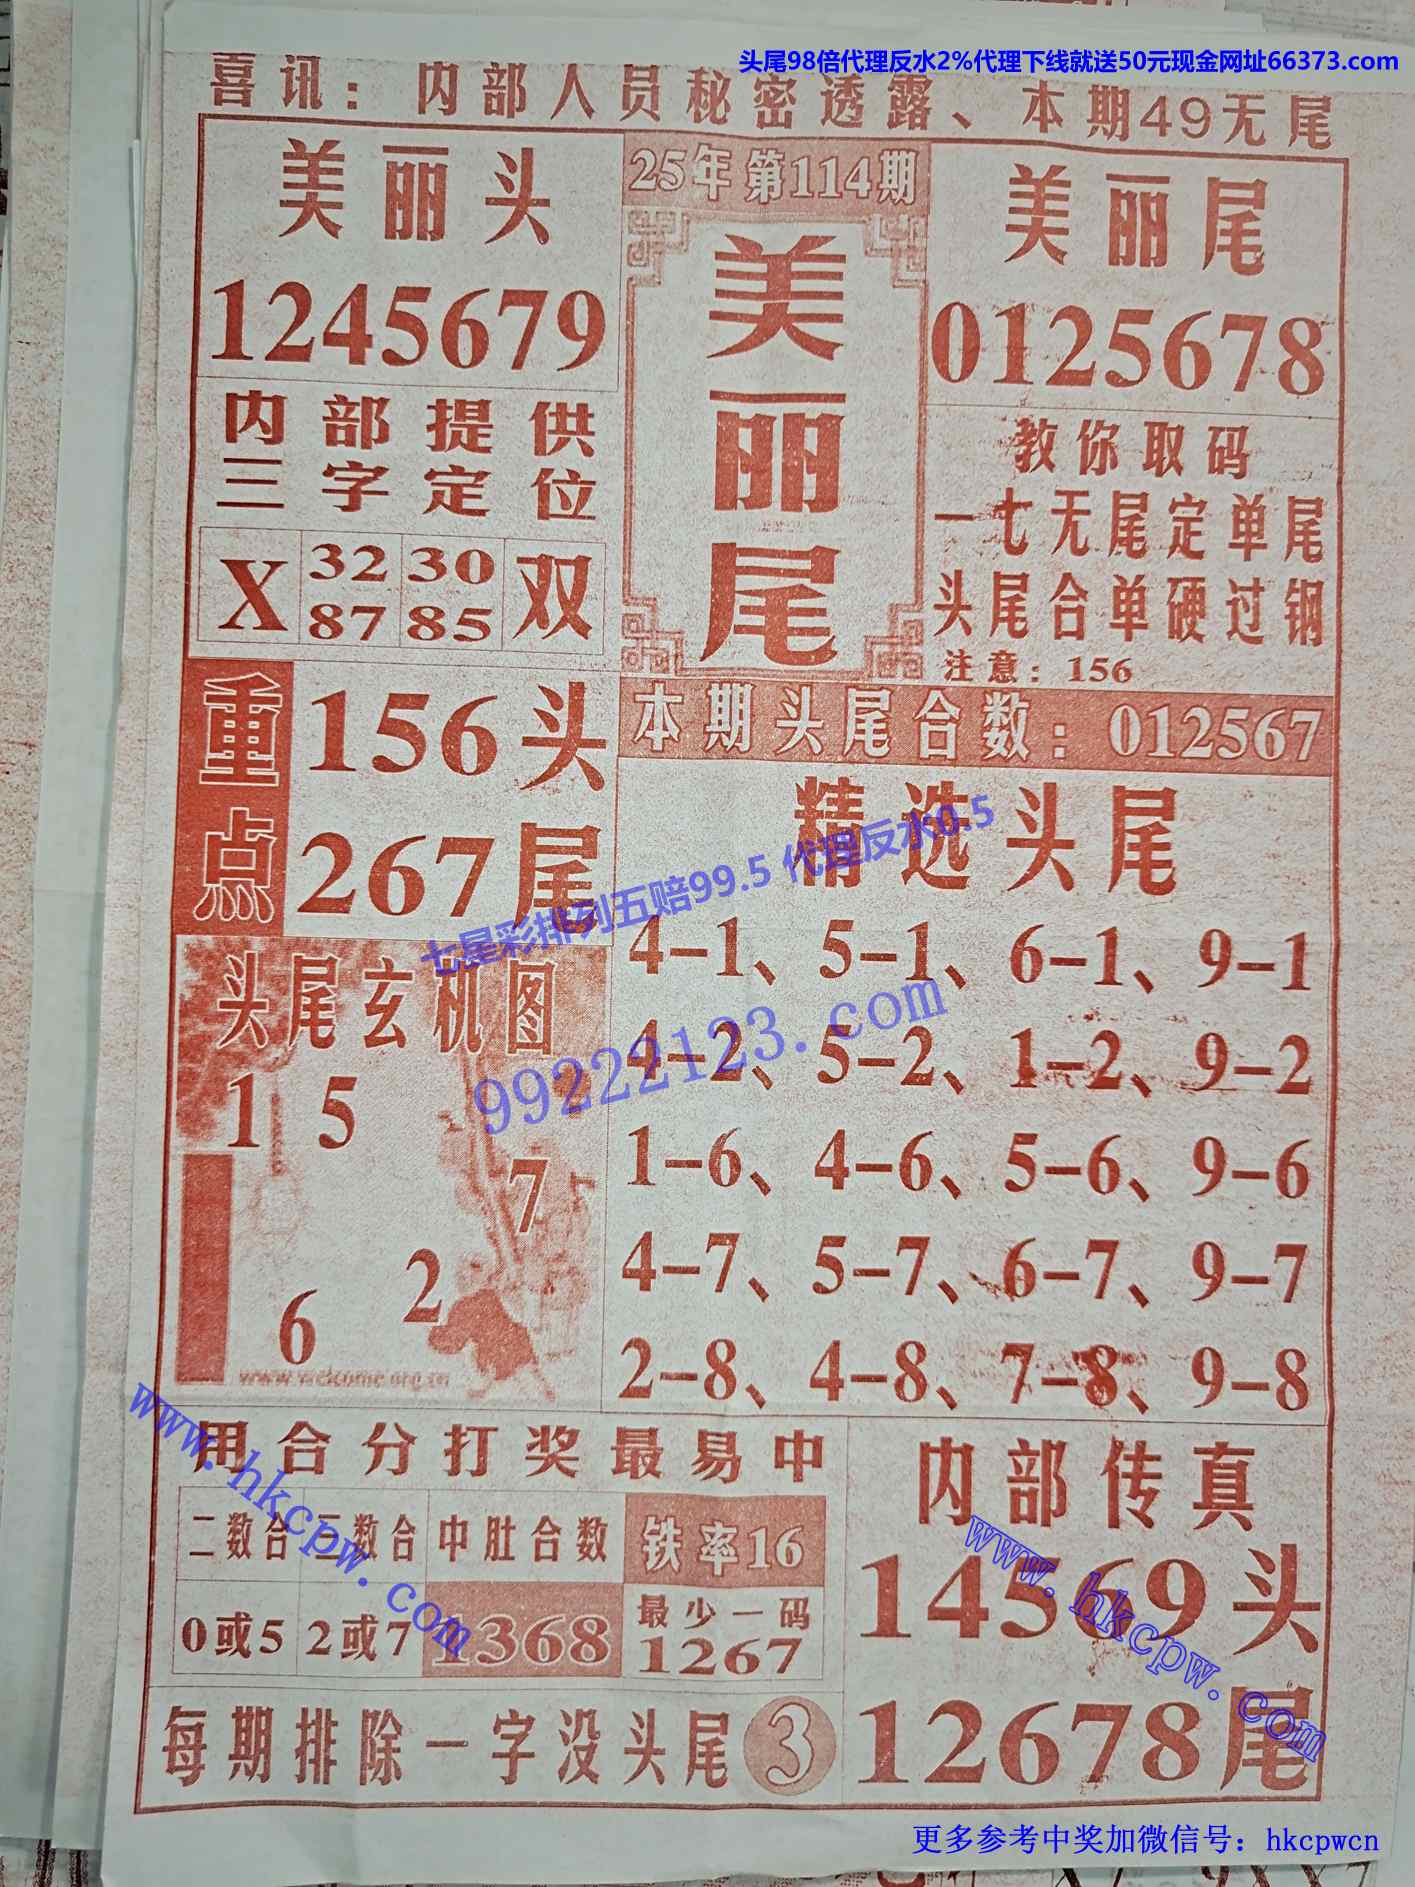 头尾98倍代理反水2%代理下线就送50元现金网址66373.com
喜讯：内部人员秘密透露、本期49无尾
美丽头
1245679
25年第114期
美丽尾
美丽尾
0125678
内部提供
三字定位
X 32 30 双
87 85
教你取码
一七无尾定单尾
头尾合单硬过钢
注意：156
重点
156头
267尾
本期头尾合数：012567
精选头尾
4-1、5-1、6-1、9-1
4-2、5-2、1-2、9-2
1-6、4-6、5-6、9-6
4-7、5-7、6-7、9-7
2-8、4-8、7-8、9-8
七星彩排列五赔99.5 代理反水0.5
99222123.com
头尾玄机图
1 5 2
7
2
6
www.welcome.org.cn
www.hkcpw.com
用合分打奖最易中
二数合 三数合 中肚合数 铁率16
0或5 2或7 1368 最少一码
1267
每期排除一字没头尾3
内部传真
14569头
12678尾
www.hkcpw.com
更多参考中奖加微信号：hkcpwcn